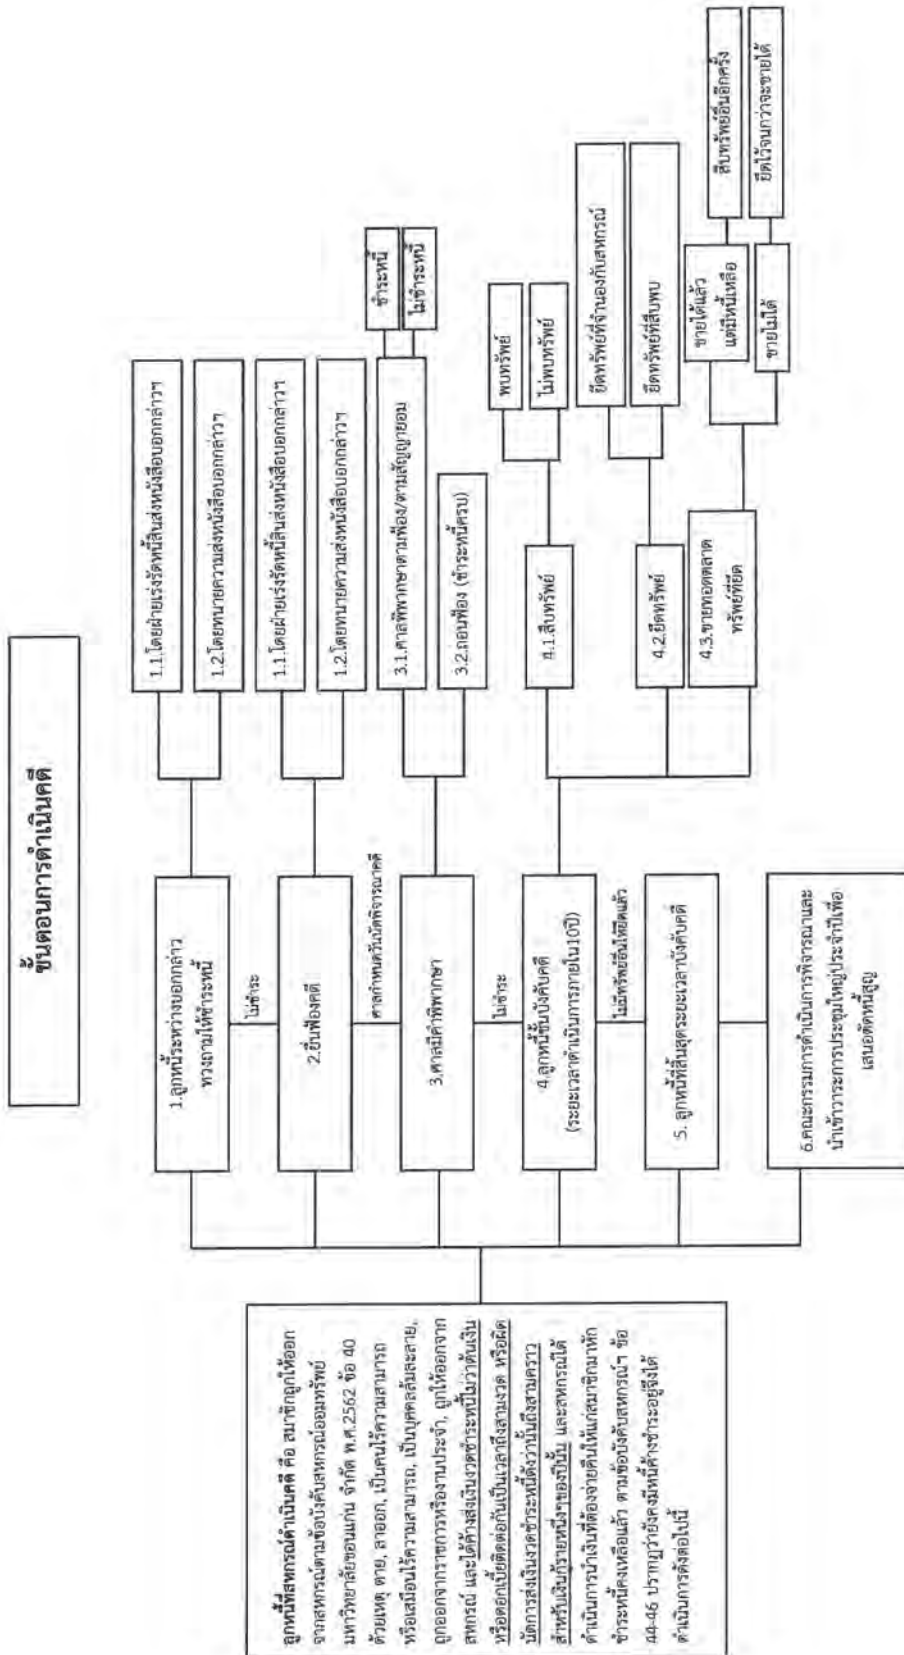 ขั้นตอนการดำเนินคดี
ลูกหนี้ที่สหกรณ์ดำเนินคดี คือ สมาชิกถูกให้ออก
จากสหกรณ์ตามข้อบังคับสหกรณ์ออมทรัพย์
มหาวิทยาลัยขอนแก่น จำกัด พ.ศ.2562 ข้อ 40
ด้วยเหตุ ตาย, ลาออก, เป็นคนไร้ความสามารถ
หรือเสมือนไร้ความสามารถ, เป็นบุคคลล้มละลาย,
ถูกออกจากราชการหรืองานประจำ, ถูกให้ออกจาก
สหกรณ์ และได้ค้างส่งเงินงวดชำระหนี้ไม่ว่าต้นเงิน
หรือดอกเบี้ยติดต่อกันเป็นเวลาถึงสามงวด หรือผิด
นัดการส่งเงินงวดชำระหนี้ดังว่านั้นถึงสามคราว
สำหรับเงินกู้รายหนึ่งๆของปีนั้น และสหกรณ์ได้
ดำเนินการนำเงินที่ต้องจ่ายคืนให้แก่สมาชิกมาหัก
ชำระหนี้คงเหลือแล้ว ตามข้อบังคับสหกรณ์ฯ ข้อ
44-46 ปรากฏว่ายังคงมีหนี้ค้างชำระอยู่จึงได้
ดำเนินการดังต่อไปนี้
1.ลูกหนี้ระหว่างบอกกล่าว
ทวงถามให้ชำระหนี้
1.1.โดยฝ่ายเร่งรัดหนี้สินส่งหนังสือบอกกล่าวฯ
1.2.โดยทนายความส่งหนังสือบอกกล่าวฯ
ไม่ชำระ
2.ยื่นฟ้องคดี
1.1.โดยฝ่ายเร่งรัดหนี้สินส่งหนังสือบอกกล่าวฯ
1.2.โดยทนายความส่งหนังสือบอกกล่าวฯ
ศาลกำหนดวันนัดพิจารณาคดี
3.ศาลมีคำพิพากษา
3.1.ศาลพิพากษาตามฟ้อง/ตามสัญญายอม
ชำระหนี้
ไม่ชำระหนี้
3.2.ถอนฟ้อง (ชำระหนี้ครบ)
ไม่ชำระ
4.ลูกหนี้ชั้นบังคับคดี
(ระยะเวลาดำเนินการภายใน10ปี)
4.1.สืบทรัพย์
พบทรัพย์
ไม่พบทรัพย์
4.2.ยึดทรัพย์
ยึดทรัพย์ที่จำนองกับสหกรณ์
ยึดทรัพย์ที่สืบพบ
4.3.ขายทอดตลาด
ทรัพย์ที่ยึด
ขายได้แล้ว
แต่มีหนี้เหลือ
สืบทรัพย์อื่นอีกครั้ง
ขายไม่ได้
ยึดไว้จนกว่าจะขายได้
ไม่มีทรัพย์อื่นให้ยึดแล้ว
5. ลูกหนี้ที่สิ้นสุดระยะเวลาบังคับคดี
6.คณะกรรมการดำเนินการพิจารณาและ
นำเข้าวาระการประชุมใหญ่ประจำปีเพื่อ
เสนอตัดหนี้สูญ